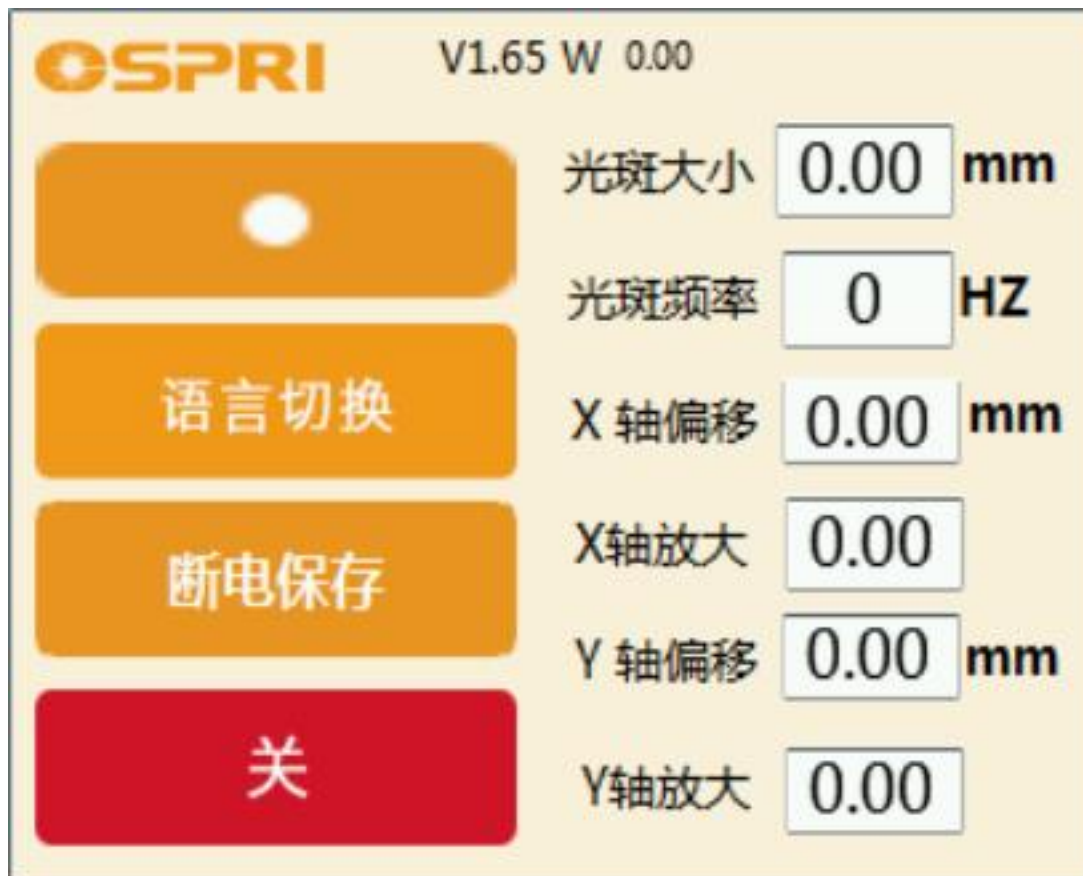 OSPRI V1.65 W 0.00
光斑大小 0.00 mm
光斑频率 0 HZ
语言切换
X 轴偏移 0.00 mm
X轴放大 0.00
断电保存
Y 轴偏移 0.00 mm
关
Y轴放大 0.00